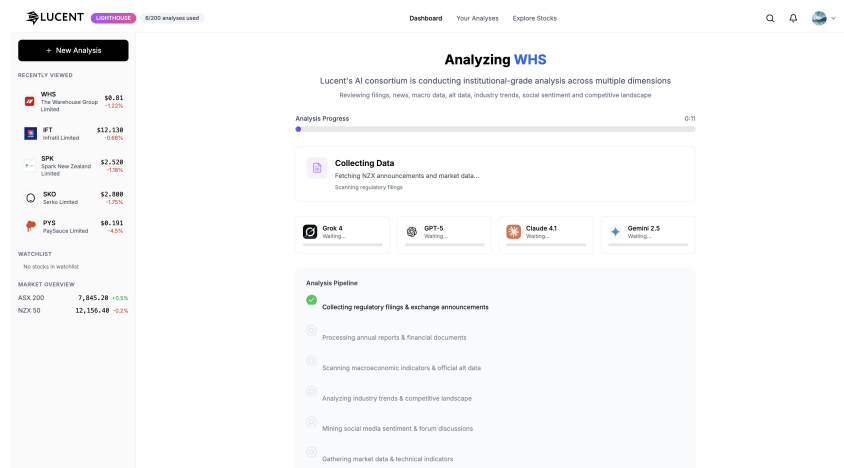 LUCENT
LIGHTHOUSE
6/200 analyses used
Dashboard
Your Analyses
Explore Stocks
+ New Analysis
RECENTLY VIEWED
WHS
The Warehouse Group
Limited
$0.81
-1.22%
IFT
Infratil Limited
$12.130
-0.66%
SPK
Spark New Zealand
Limited
$2.520
-1.18%
SKO
Serko Limited
$2.800
-1.75%
PYS
PaySauce Limited
$0.191
-4.5%
WATCHLIST
No stocks in watchlist
MARKET OVERVIEW
ASX 200 7,845.20 +0.5%
NZX 50 12,156.40 -0.2%
Analyzing WHS
Lucent's AI consortium is conducting institutional-grade analysis across multiple dimensions
Reviewing filings, news, macro data, alt data, industry trends, social sentiment and competitive landscape
Analysis Progress
0:11
Collecting Data
Fetching NZX announcements and market data...
Scanning regulatory filings
Grok 4
Waiting...
GPT-5
Waiting...
Claude 4.1
Waiting...
Gemini 2.5
Waiting...
Analysis Pipeline
Collecting regulatory filings & exchange announcements
Processing annual reports & financial documents
Scanning macroeconomic indicators & official alt data
Analyzing industry trends & competitive landscape
Mining social media sentiment & forum discussions
Gathering market data & technical indicators